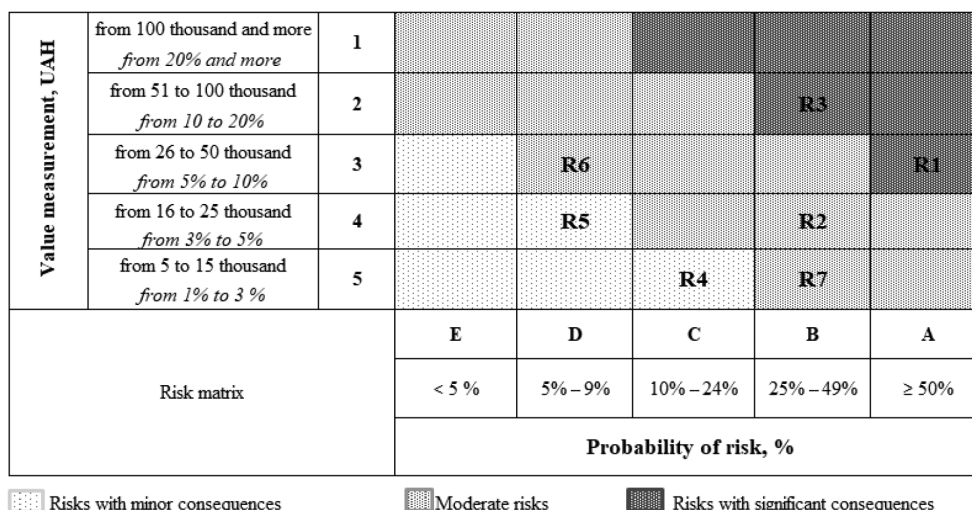 Value measurement, UAH
from 100 thousand and more
from 20% and more
1
from 51 to 100 thousand
from 10 to 20%
2
R3
from 26 to 50 thousand
from 5% to 10%
3
R6
R1
from 16 to 25 thousand
from 3% to 5%
4
R5
R2
from 5 to 15 thousand
from 1% to 3 %
5
R4
R7
Risk matrix
E
D
C
B
A
< 5 %
5% – 9%
10% – 24%
25% – 49%
≥ 50%
Probability of risk, %
Risks with minor consequences
Moderate risks
Risks with significant consequences